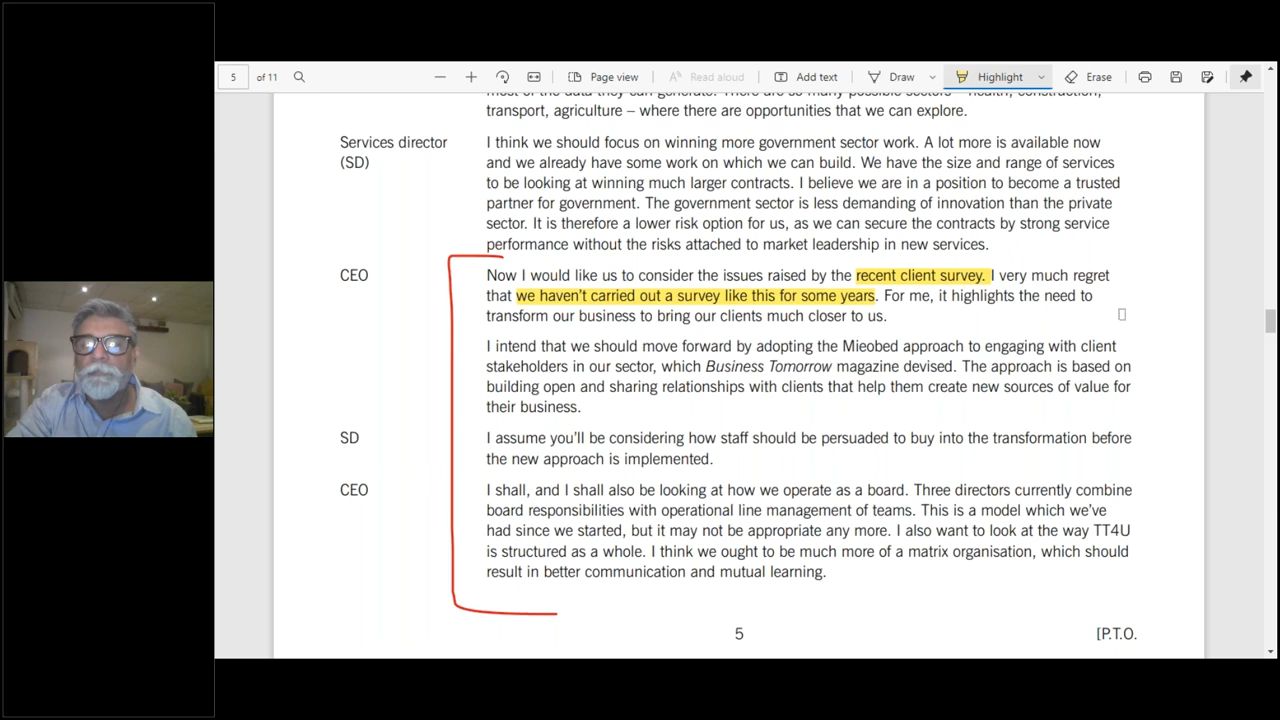 5 of 11 Page view Read aloud Add text Draw Highlight Erase
most of the data they can generate. There are so many possible sectors – health, construction,
transport, agriculture – where there are opportunities that we can explore.
Services director I think we should focus on winning more government sector work. A lot more is available now
(SD) and we already have some work on which we can build. We have the size and range of services
to be looking at winning much larger contracts. I believe we are in a position to become a trusted
partner for government. The government sector is less demanding of innovation than the private
sector. It is therefore a lower risk option for us, as we can secure the contracts by strong service
performance without the risks attached to market leadership in new services.
CEO Now I would like us to consider the issues raised by the recent client survey. I very much regret
that we haven't carried out a survey like this for some years. For me, it highlights the need to
transform our business to bring our clients much closer to us.
I intend that we should move forward by adopting the Mieobed approach to engaging with client
stakeholders in our sector, which Business Tomorrow magazine devised. The approach is based on
building open and sharing relationships with clients that help them create new sources of value for
their business.
SD I assume you'll be considering how staff should be persuaded to buy into the transformation before
the new approach is implemented.
CEO I shall, and I shall also be looking at how we operate as a board. Three directors currently combine
board responsibilities with operational line management of teams. This is a model which we've
had since we started, but it may not be appropriate any more. I also want to look at the way TT4U
is structured as a whole. I think we ought to be much more of a matrix organisation, which should
result in better communication and mutual learning.
5 [P.T.O.